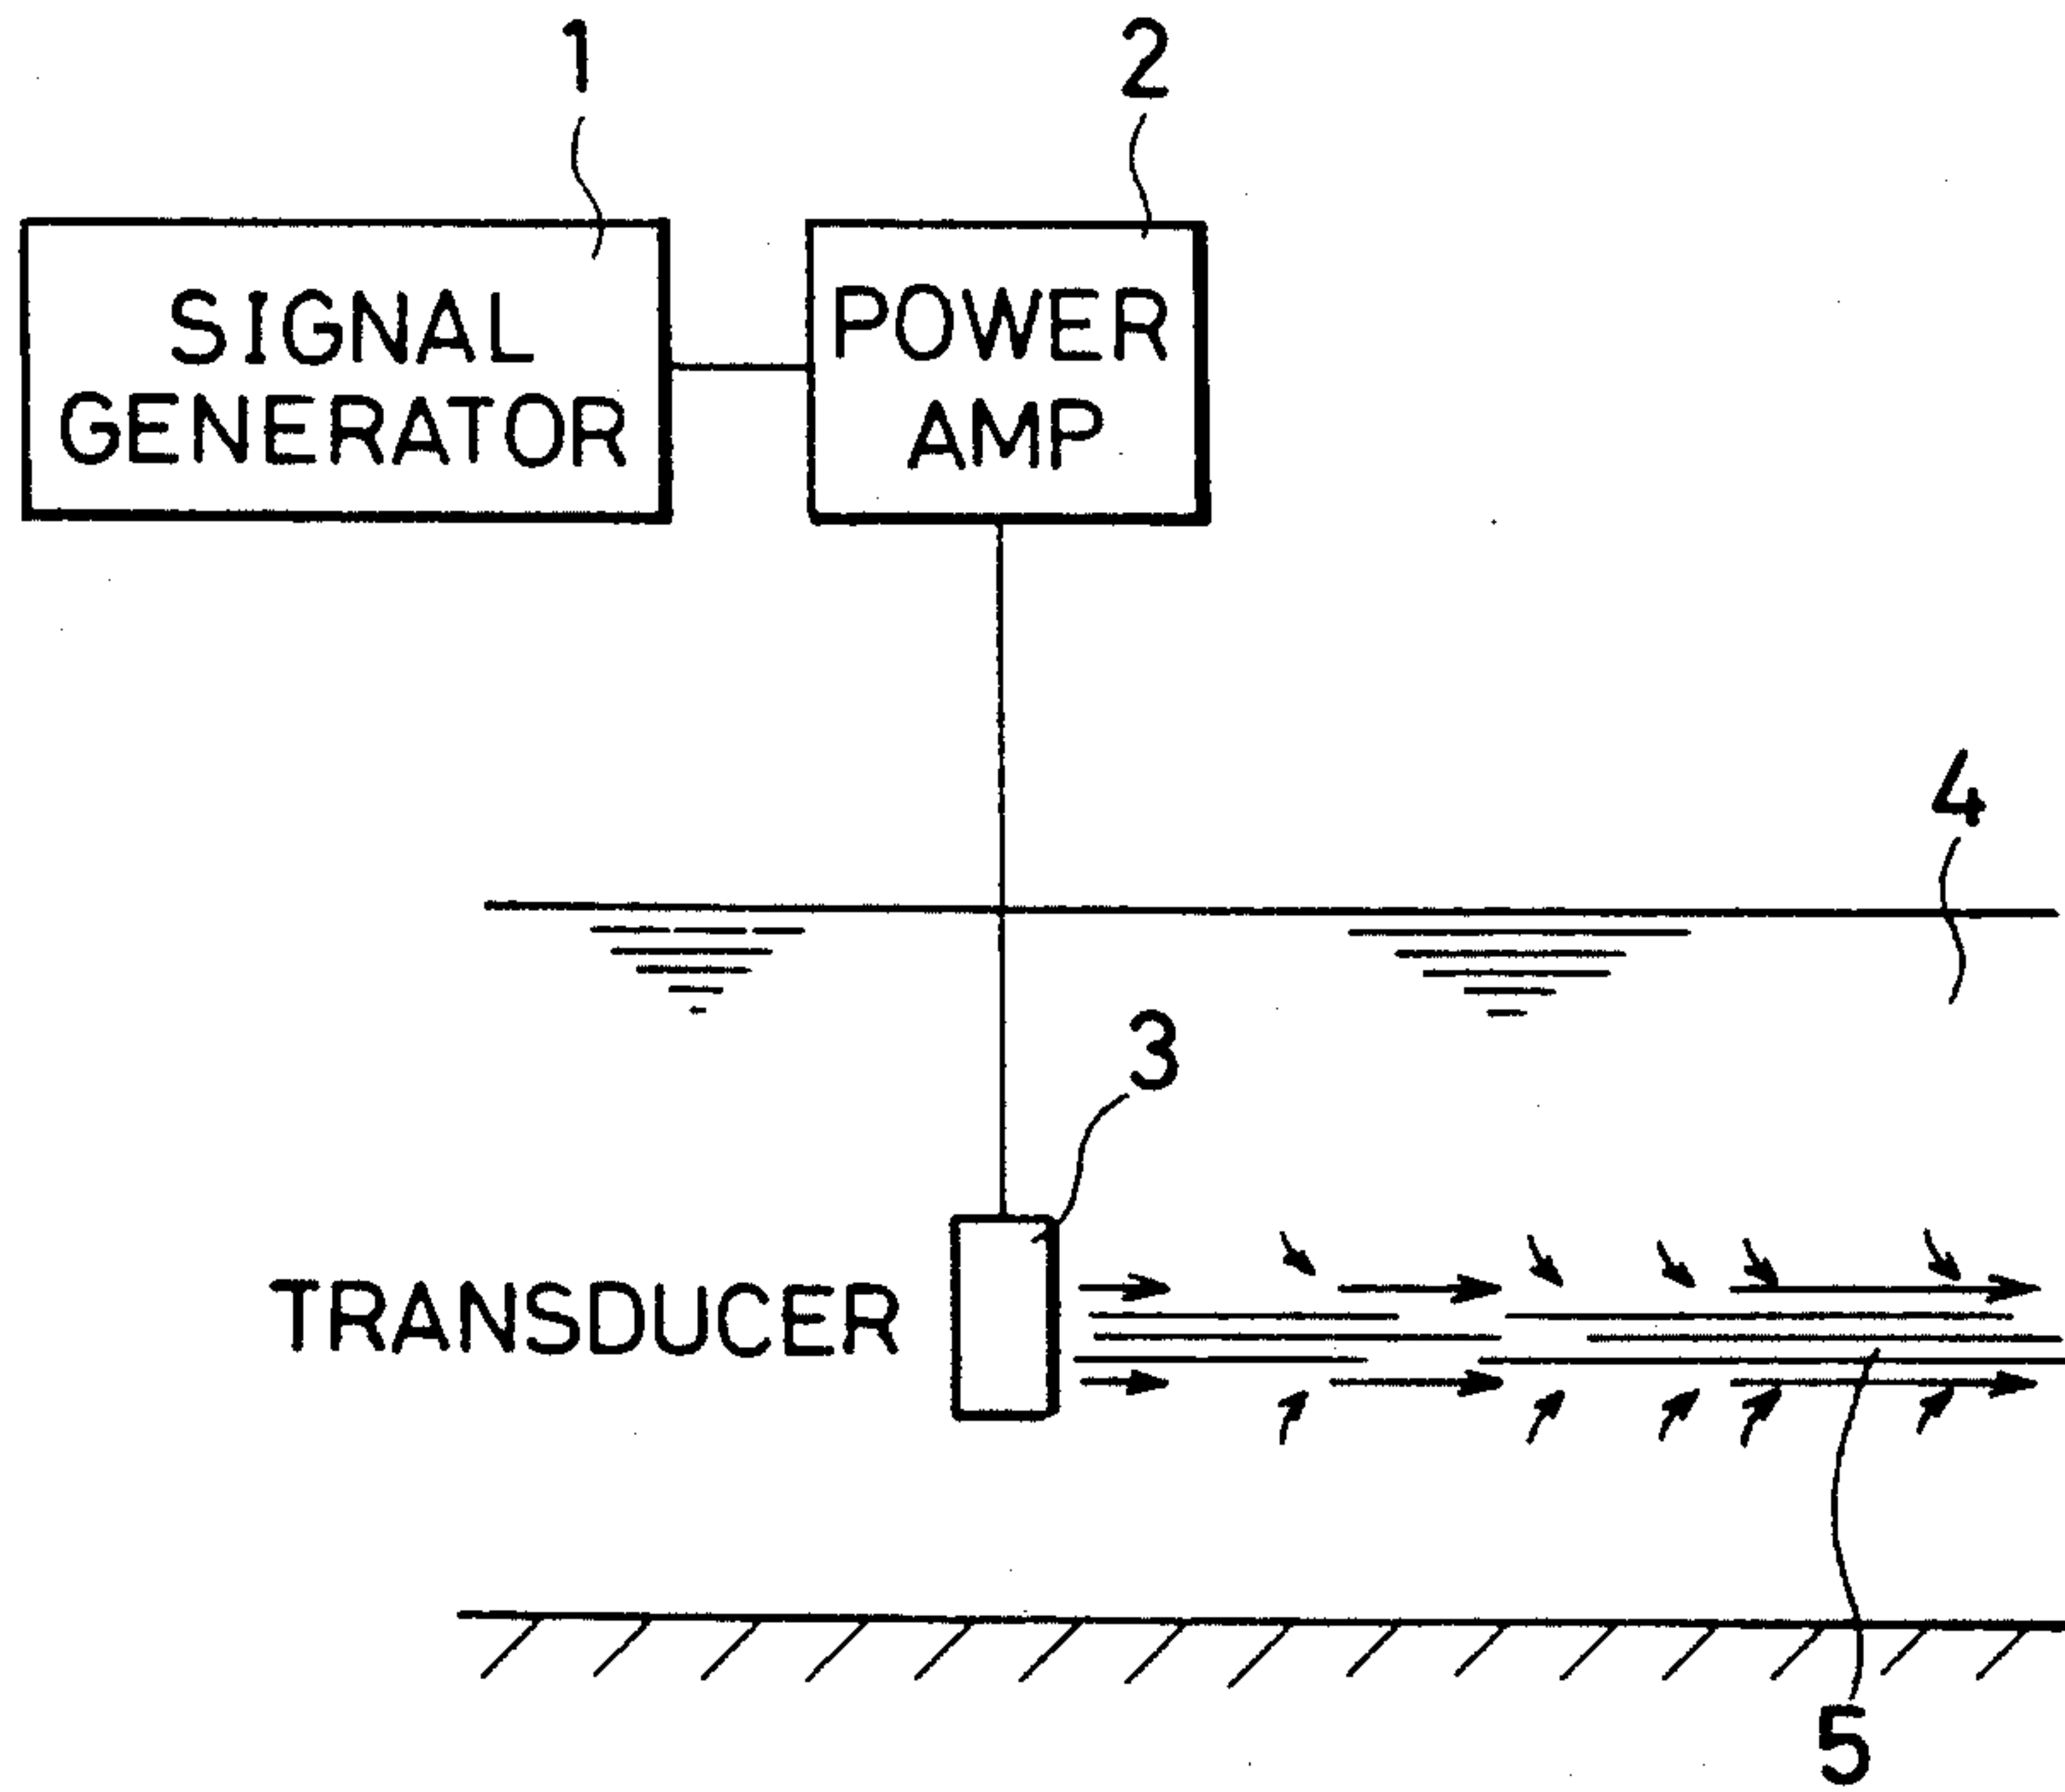 1
2
SIGNAL
GENERATOR
POWER
AMP
4
3
TRANSDUCER
5